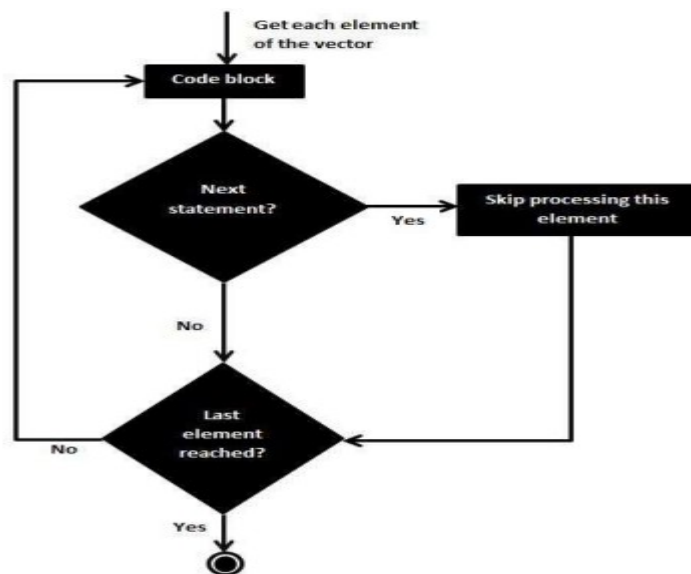 Get each element
of the vector
Code block
Next
statement?
Yes
Skip processing this
element
No
Last
element
reached?
No
Yes